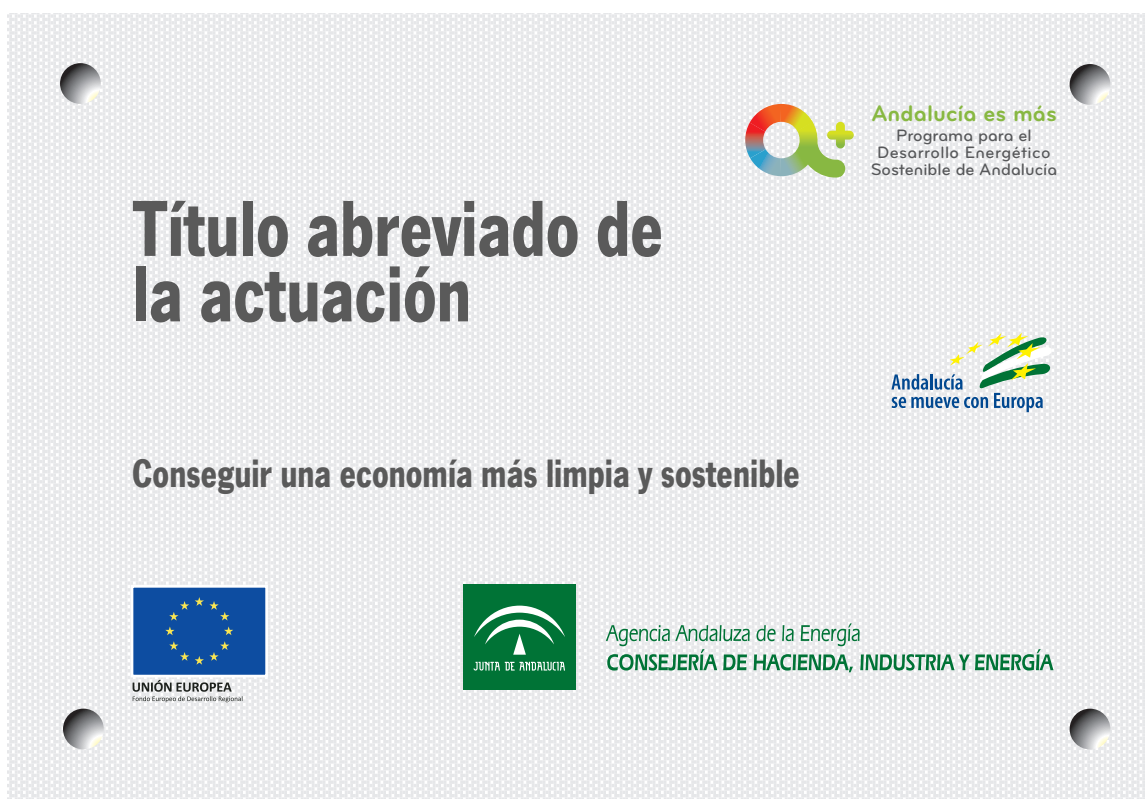 Andalucía es más
Programa para el
Desarrollo Energético
Sostenible de Andalucía
Título abreviado de
la actuación
Andalucía
se mueve con Europa
Conseguir una economía más limpia y sostenible
UNIÓN EUROPEA
Fondo Europeo de Desarrollo Regional
JUNTA DE ANDALUCIA
Agencia Andaluza de la Energía
CONSEJERÍA DE HACIENDA, INDUSTRIA Y ENERGÍA